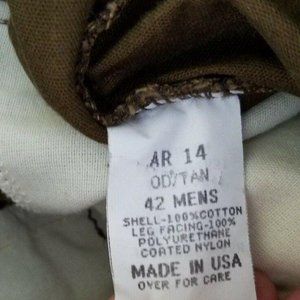 AR 14
OD/TAN
42 MENS
SHELL-100%COTTON
LEG FACING-100%
POLYURETHANE
COATED NYLON
MADE IN USA
OVER FOR CARE